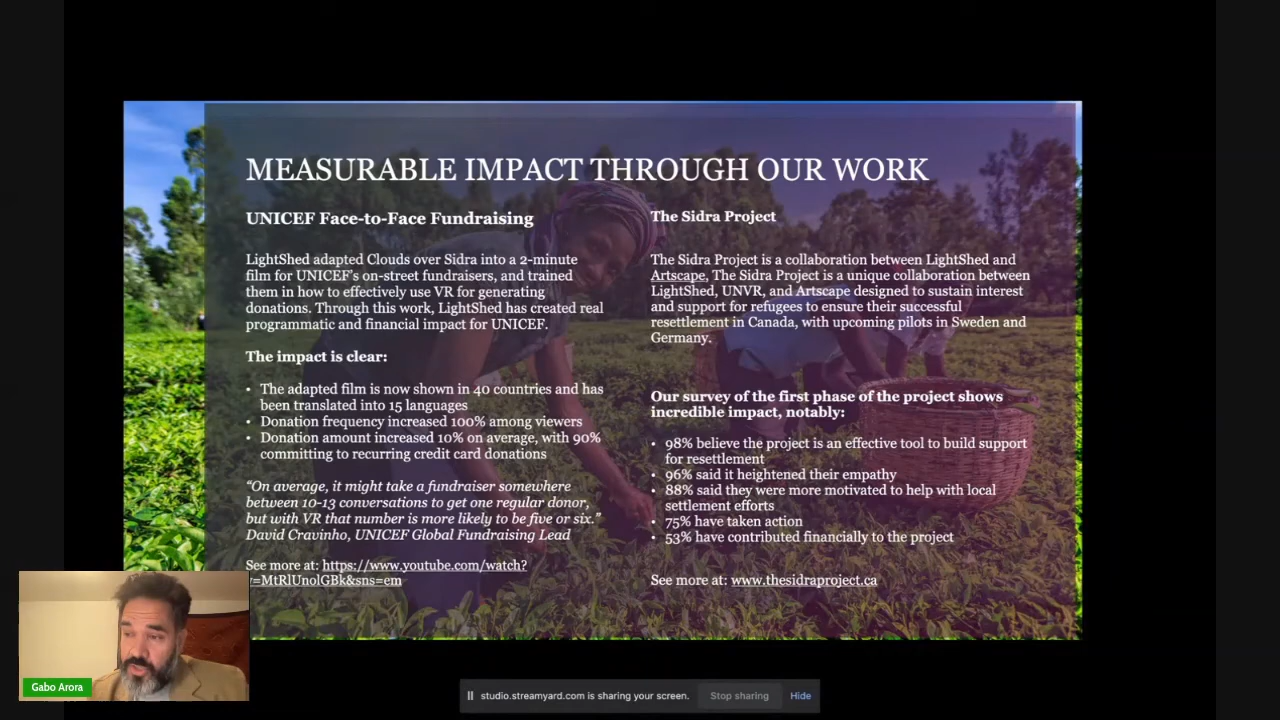 MEASURABLE IMPACT THROUGH OUR WORK
UNICEF Face-to-Face Fundraising
LightShed adapted Clouds over Sidra into a 2-minute
film for UNICEF's on-street fundraisers, and trained
them in how to effectively use VR for generating
donations. Through this work, LightShed has created real
programmatic and financial impact for UNICEF.
The impact is clear:
• The adapted film is now shown in 40 countries and has
been translated into 15 languages
• Donation frequency increased 100% among viewers
• Donation amount increased 10% on average, with 90%
committing to recurring credit card donations
“On average, it might take a fundraiser somewhere
between 10-13 conversations to get one regular donor,
but with VR that number is more likely to be five or six.”
David Cravinho, UNICEF Global Fundraising Lead
See more at: https://www.youtube.com/watch?
v=MtRlUnolGBk&sns=em
The Sidra Project
The Sidra Project is a collaboration between LightShed and
Artscape. The Sidra Project is a unique collaboration between
LightShed, UNVR, and Artscape designed to sustain interest
and support for refugees to ensure their successful
resettlement in Canada, with upcoming pilots in Sweden and
Germany.
Our survey of the first phase of the project shows
incredible impact, notably:
• 98% believe the project is an effective tool to build support
for resettlement
• 96% said it heightened their empathy
• 88% said they were more motivated to help with local
settlement efforts
• 75% have taken action
• 53% have contributed financially to the project
See more at: www.thesidraproject.ca
Gabo Arora
studio.streamyard.com is sharing your screen.
Stop sharing
Hide